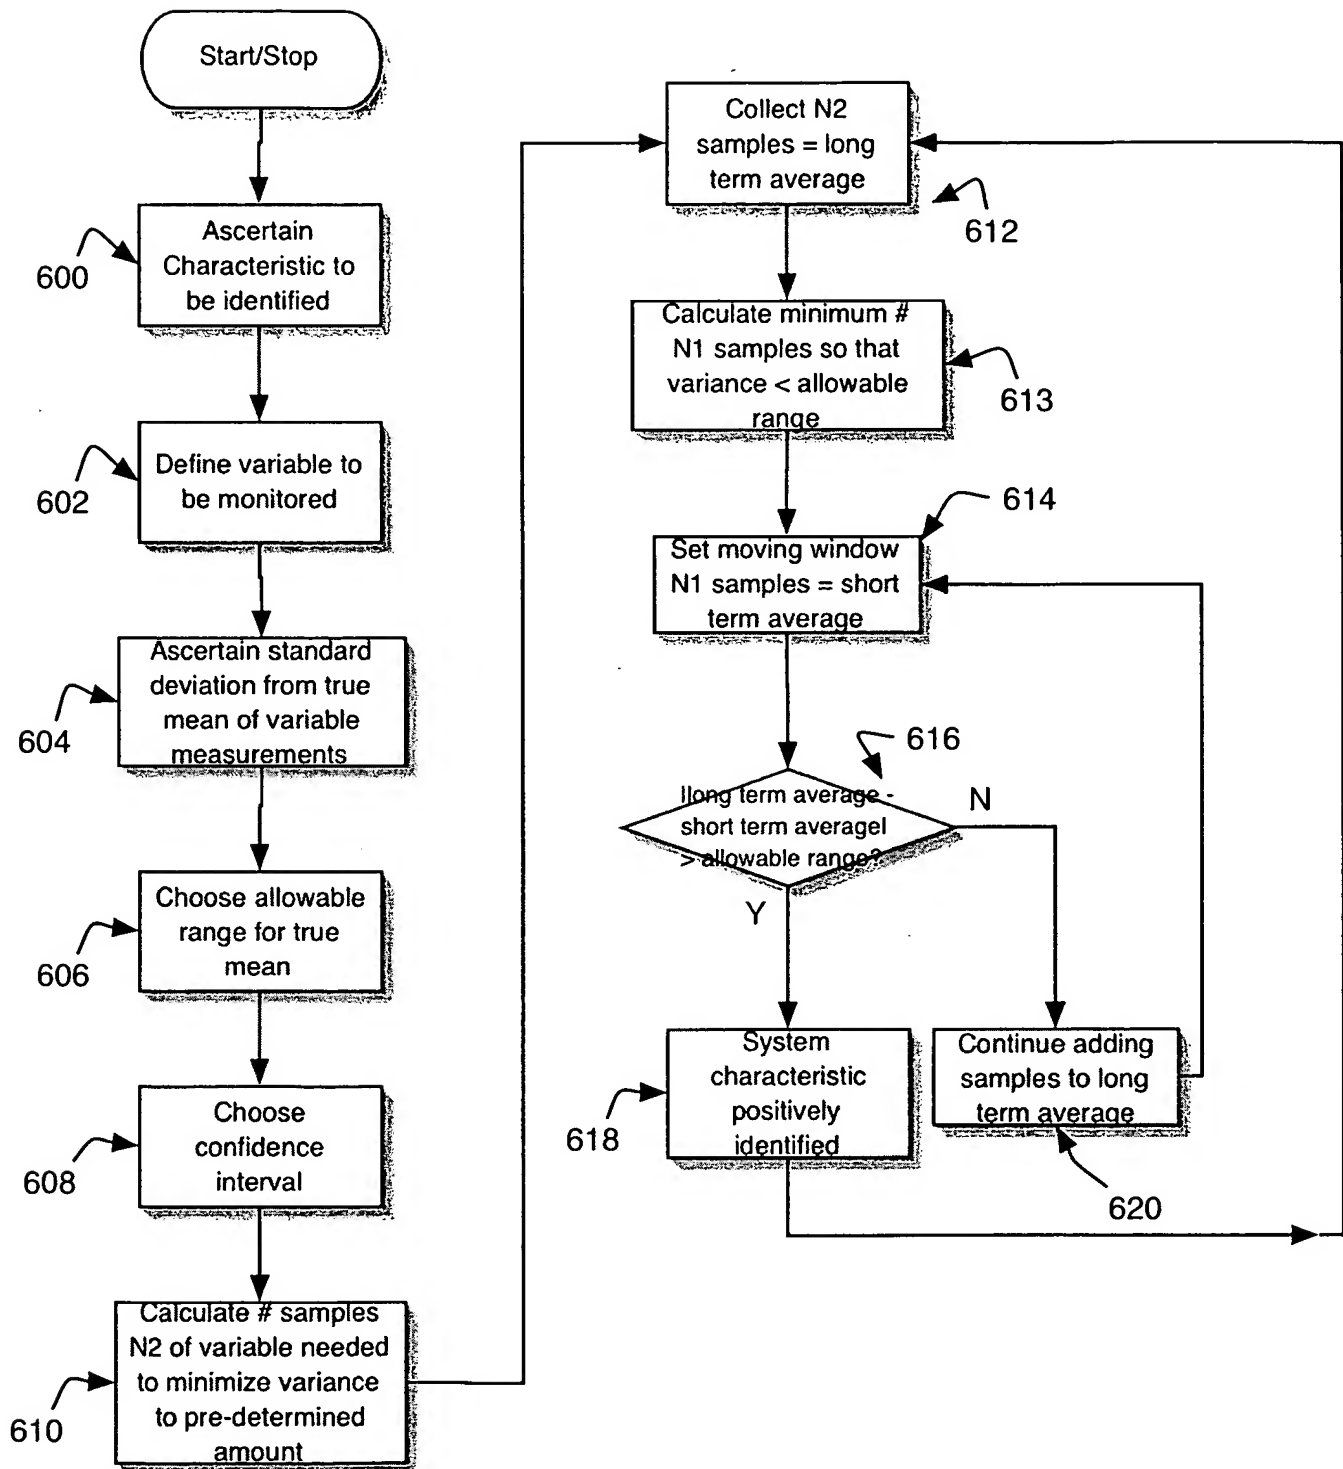 Start/Stop
600
Ascertain
Characteristic to
be identified
602
Define variable to
be monitored
604
Ascertain standard
deviation from true
mean of variable
measurements
606
Choose allowable
range for true
mean
608
Choose
confidence
interval
610
Calculate # samples
N2 of variable needed
to minimize variance
to pre-determined
amount
Collect N2
samples = long
term average
612
Calculate minimum #
N1 samples so that
variance < allowable
range
613
614
Set moving window
N1 samples = short
term average
616
|long term average -
short term average|
> allowable range?
N
Y
618
System
characteristic
positively
identified
Continue adding
samples to long
term average
620